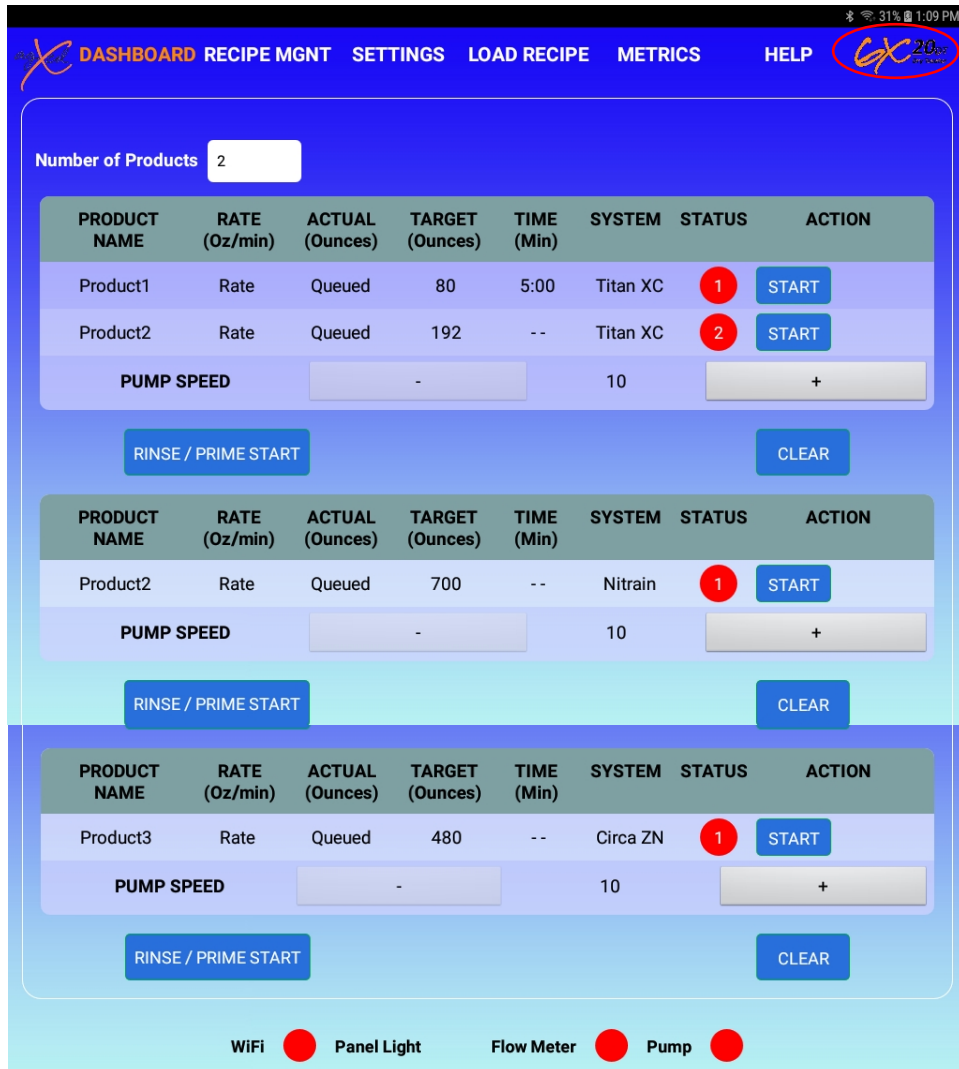 31% 1:09 PM
DASHBOARD RECIPE MGNT SETTINGS LOAD RECIPE METRICS HELP GX 20
Number of Products 2
PRODUCT NAME RATE (Oz/min) ACTUAL (Ounces) TARGET (Ounces) TIME (Min) SYSTEM STATUS ACTION
Product1 Rate Queued 80 5:00 Titan XC 1 START
Product2 Rate Queued 192 - - Titan XC 2 START
PUMP SPEED - 10 +
RINSE / PRIME START CLEAR
PRODUCT NAME RATE (Oz/min) ACTUAL (Ounces) TARGET (Ounces) TIME (Min) SYSTEM STATUS ACTION
Product2 Rate Queued 700 - - Nitrain 1 START
PUMP SPEED - 10 +
RINSE / PRIME START CLEAR
PRODUCT NAME RATE (Oz/min) ACTUAL (Ounces) TARGET (Ounces) TIME (Min) SYSTEM STATUS ACTION
Product3 Rate Queued 480 - - Circa ZN 1 START
PUMP SPEED - 10 +
RINSE / PRIME START CLEAR
WiFi Panel Light Flow Meter Pump